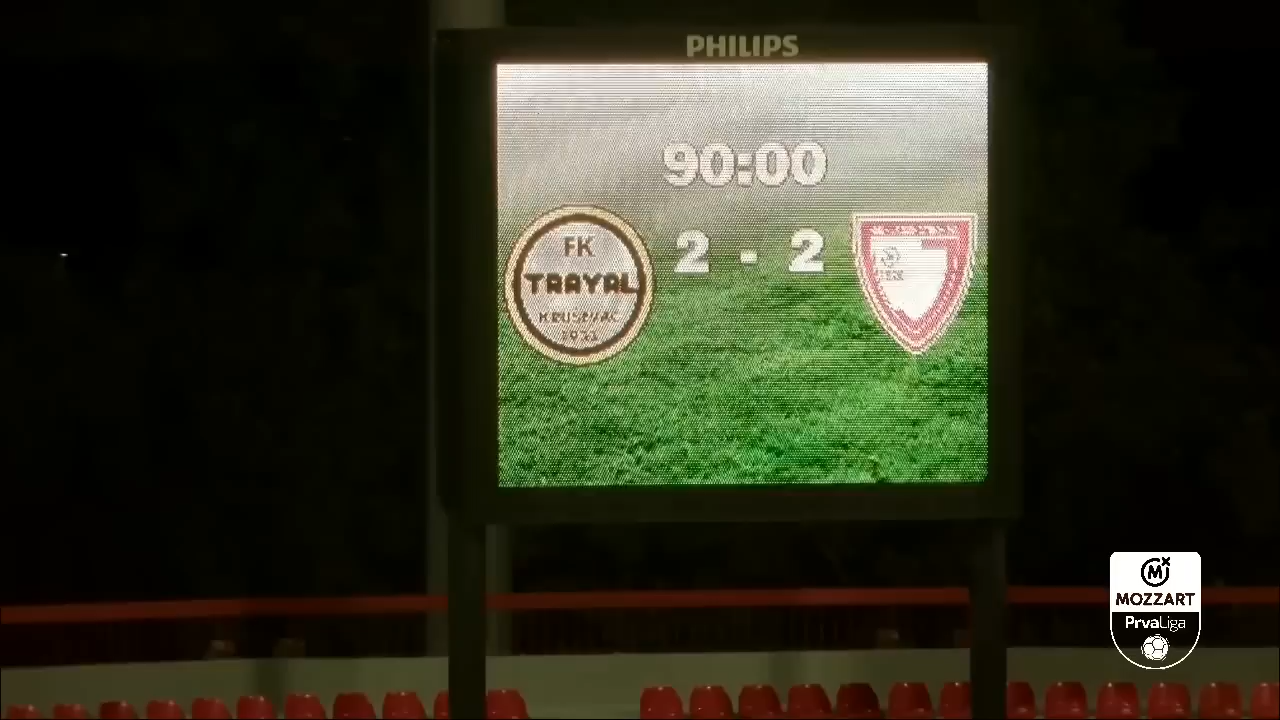 PHILIPS
90:00
2 - 2
FK
TRAYAL
KRUŠEVAC
MOZZART
PrvaLiga